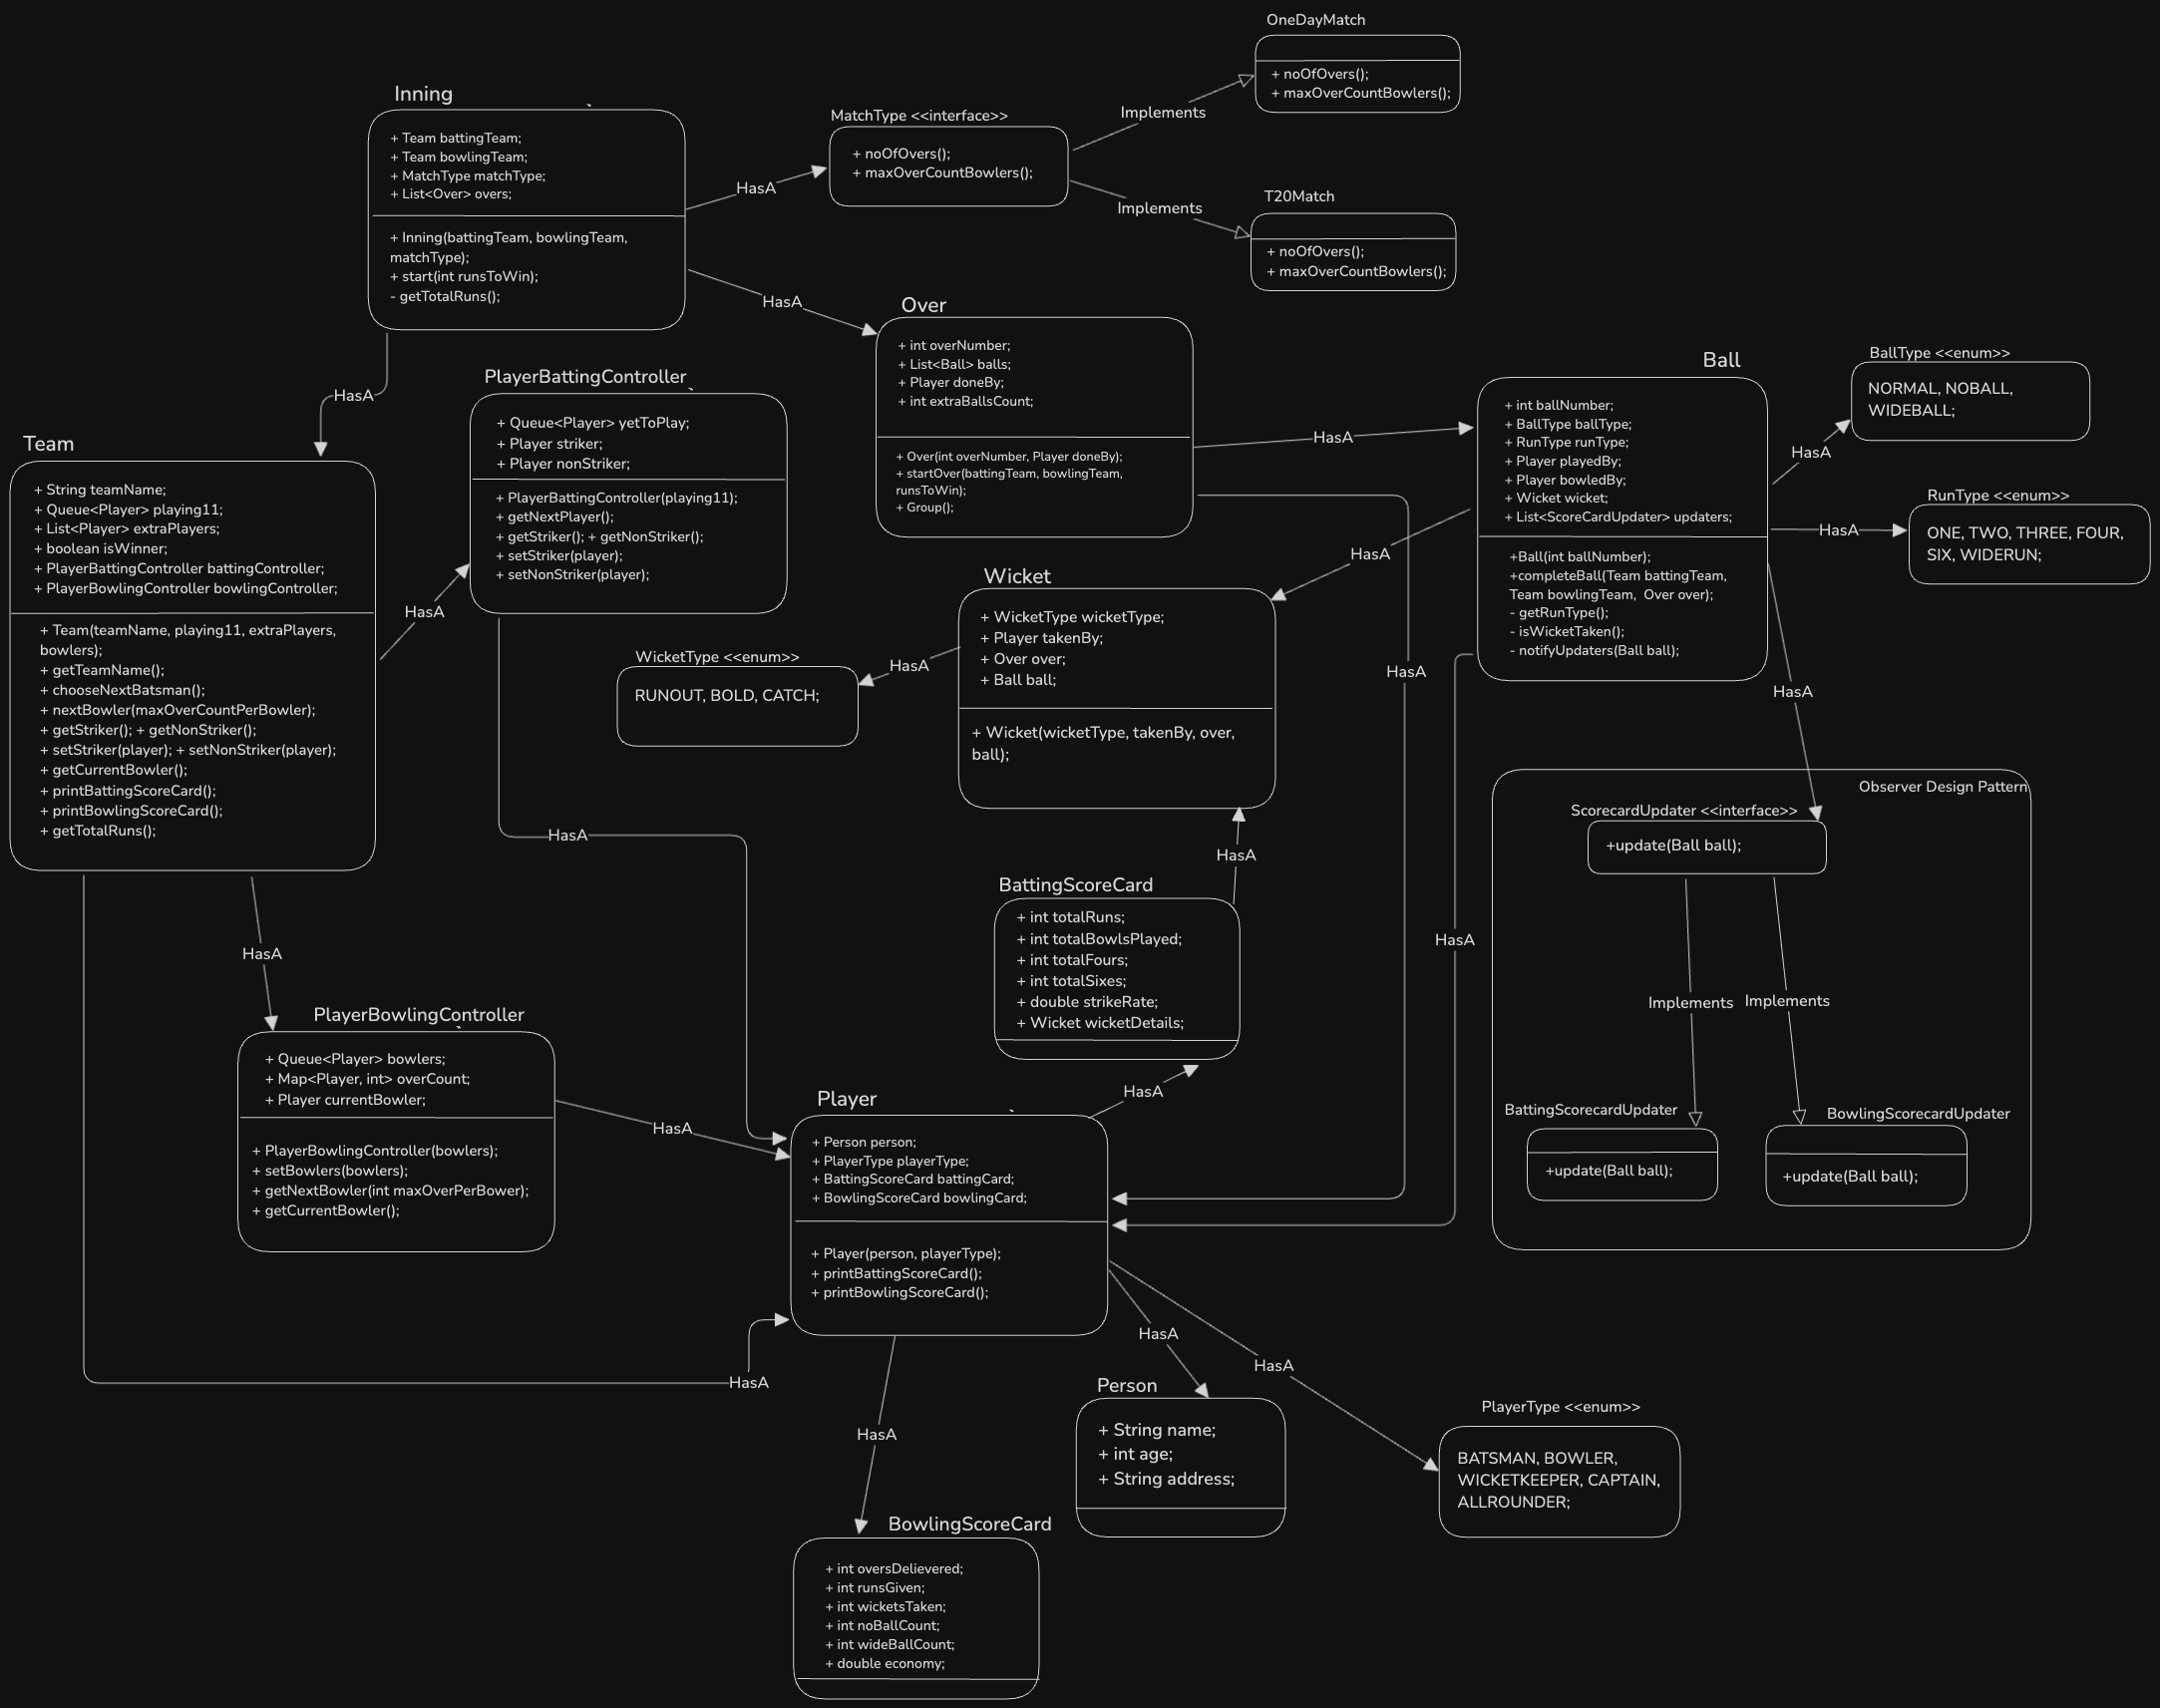 OneDayMatch
+ noOfOvers();
+ maxOverCountBowlers();
Implements
MatchType <<interface>>
+ noOfOvers();
+ maxOverCountBowlers();
Implements
T20Match
+ noOfOvers();
+ maxOverCountBowlers();
Inning
+ Team battingTeam;
+ Team bowlingTeam;
+ MatchType matchType;
+ List<Over> overs;
+ Inning(battingTeam, bowlingTeam,
matchType);
+ start(int runsToWin);
- getTotalRuns();
HasA
HasA
HasA
Over
+ int overNumber;
+ List<Ball> balls;
+ Player doneBy;
+ int extraBallsCount;
+ Over(int overNumber, Player doneBy);
+ startOver(battingTeam, bowlingTeam,
runsToWin);
+ Group();
HasA
HasA
Ball
+ int ballNumber;
+ BallType ballType;
+ RunType runType;
+ Player playedBy;
+ Player bowledBy;
+ Wicket wicket;
+ List<ScoreCardUpdater> updaters;
+Ball(int ballNumber);
+completeBall(Team battingTeam,
Team bowlingTeam,  Over over);
- getRunType();
- isWicketTaken();
- notifyUpdaters(Ball ball);
HasA
HasA
HasA
HasA
HasA
BallType <<enum>>
NORMAL, NOBALL,
WIDEBALL;
RunType <<enum>>
ONE, TWO, THREE, FOUR,
SIX, WIDERUN;
PlayerBattingController
+ Queue<Player> yetToPlay;
+ Player striker;
+ Player nonStriker;
+ PlayerBattingController(playing11);
+ getNextPlayer();
+ getStriker(); + getNonStriker();
+ setStriker(player);
+ setNonStriker(player);
HasA
Team
+ String teamName;
+ Queue<Player> playing11;
+ List<Player> extraPlayers;
+ boolean isWinner;
+ PlayerBattingController battingController;
+ PlayerBowlingController bowlingController;
+ Team(teamName, playing11, extraPlayers,
bowlers);
+ getTeamName();
+ chooseNextBatsman();
+ nextBowler(maxOverCountPerBowler);
+ getStriker(); + getNonStriker();
+ setStriker(player); + setNonStriker(player);
+ getCurrentBowler();
+ printBattingScoreCard();
+ printBowlingScoreCard();
+ getTotalRuns();
HasA
HasA
HasA
Wicket
+ WicketType wicketType;
+ Player takenBy;
+ Over over;
+ Ball ball;
+ Wicket(wicketType, takenBy, over,
ball);
HasA
WicketType <<enum>>
RUNOUT, BOLD, CATCH;
Observer Design Pattern
ScorecardUpdater <<interface>>
+update(Ball ball);
Implements
Implements
BattingScorecardUpdater
+update(Ball ball);
BowlingScorecardUpdater
+update(Ball ball);
HasA
BattingScoreCard
+ int totalRuns;
+ int totalBowlsPlayed;
+ int totalFours;
+ int totalSixes;
+ double strikeRate;
+ Wicket wicketDetails;
HasA
PlayerBowlingController
+ Queue<Player> bowlers;
+ Map<Player, int> overCount;
+ Player currentBowler;
+ PlayerBowlingController(bowlers);
+ setBowlers(bowlers);
+ getNextBowler(int maxOverPerBower);
+ getCurrentBowler();
HasA
Player
+ Person person;
+ PlayerType playerType;
+ BattingScoreCard battingCard;
+ BowlingScoreCard bowlingCard;
+ Player(person, playerType);
+ printBattingScoreCard();
+ printBowlingScoreCard();
HasA
HasA
HasA
Person
+ String name;
+ int age;
+ String address;
PlayerType <<enum>>
BATSMAN, BOWLER,
WICKETKEEPER, CAPTAIN,
ALLROUNDER;
BowlingScoreCard
+ int oversDelievered;
+ int runsGiven;
+ int wicketsTaken;
+ int noBallCount;
+ int wideBallCount;
+ double economy;